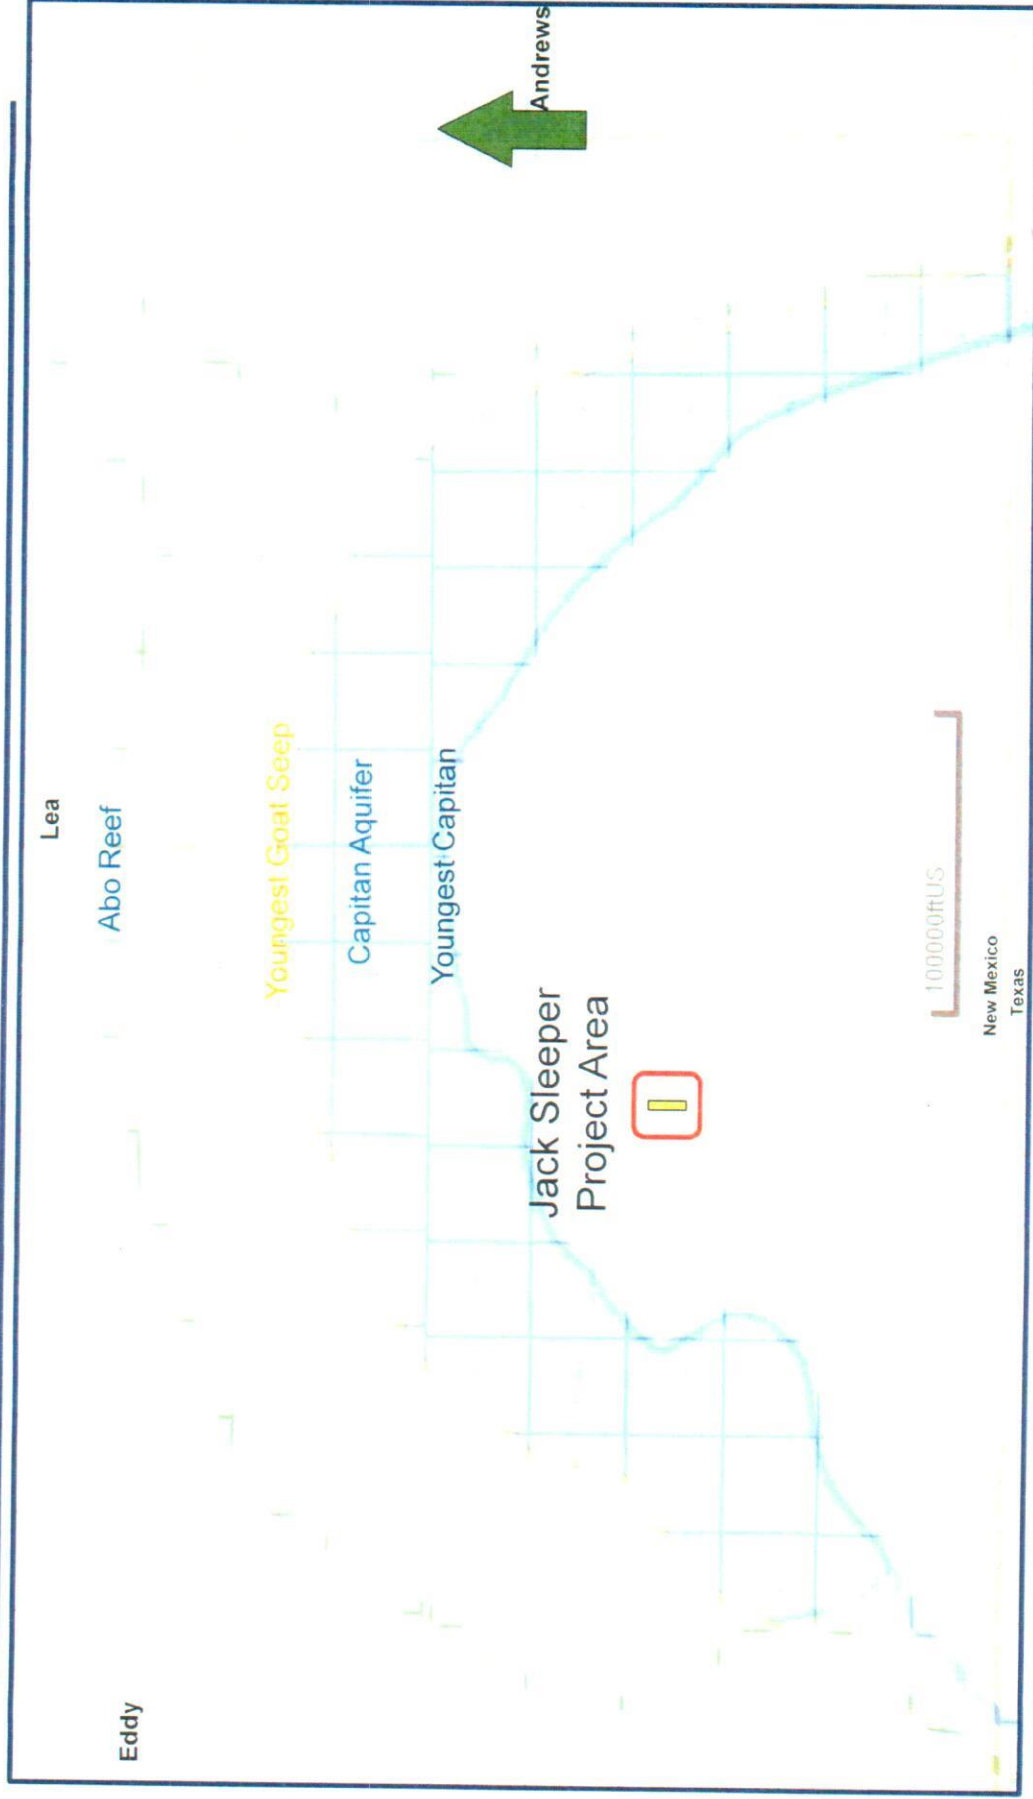 Lea
Eddy
Abo Reef
Youngest Goat Seep
Capitan Aquifer
Youngest Capitan
Andrews
Jack Sleeper
Project Area
100000ftUS
New Mexico
Texas